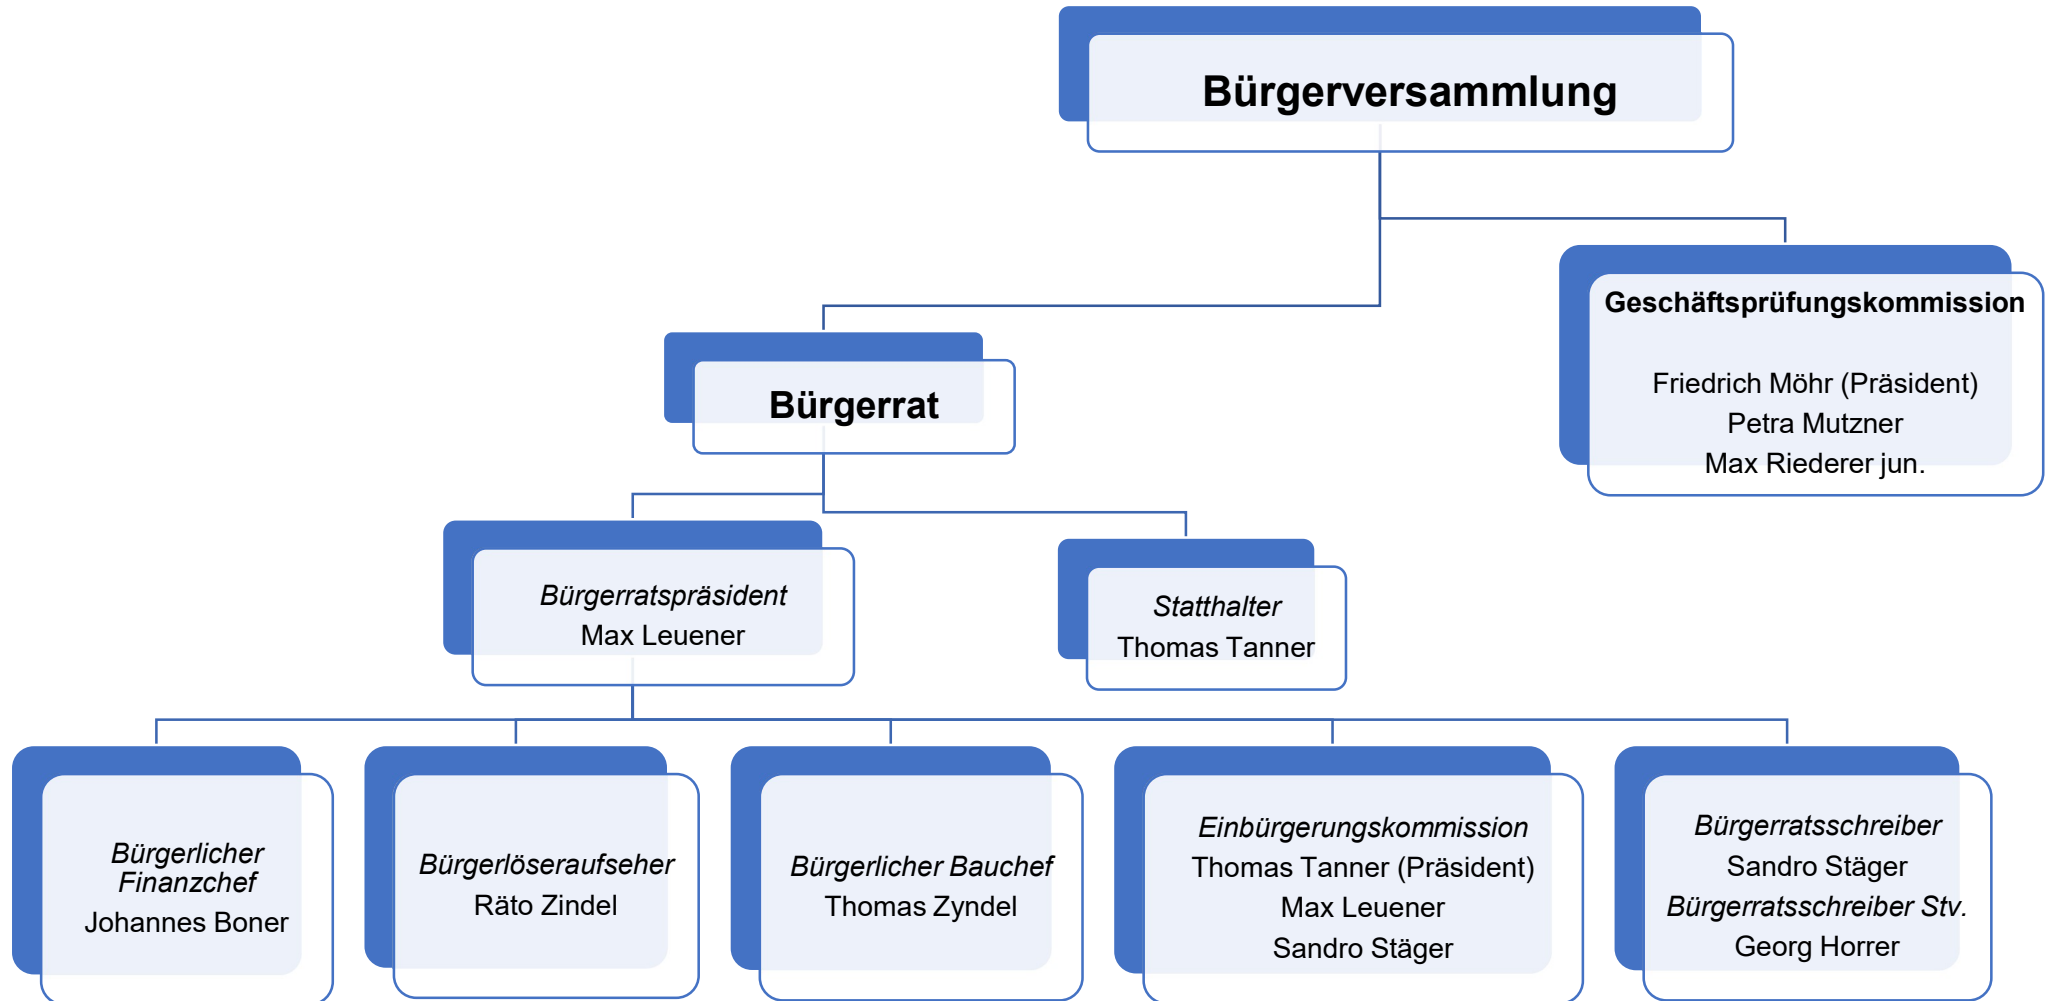 Bürgerversammlung
Geschäftsprüfungskommission
Friedrich Möhr (Präsident)
Petra Mutzner
Max Riederer jun.
Bürgerrat
Bürgerratspräsident
Max Leuener
Statthalter
Thomas Tanner
Bürgerlicher
Finanzchef
Johannes Boner
Bürgerlöseraufseher
Räto Zindel
Bürgerlicher Bauchef
Thomas Zyndel
Einbürgerungskommission
Thomas Tanner (Präsident)
Max Leuener
Sandro Stäger
Bürgerratsschreiber
Sandro Stäger
Bürgerratsschreiber Stv.
Georg Horrer